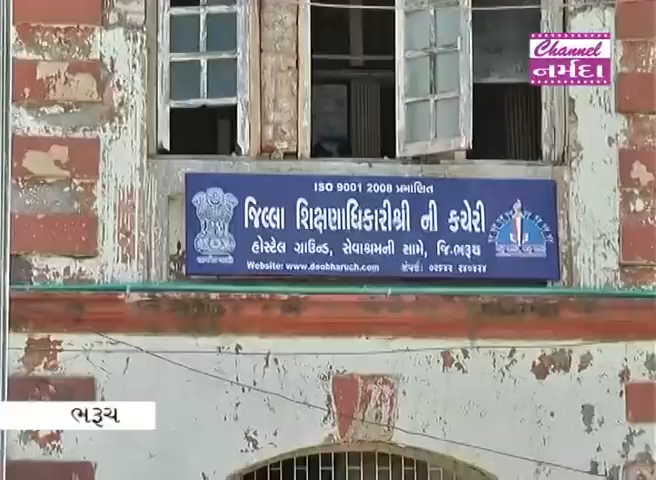 Channel
નર્મદા
ISO 9001 2008 પ્રમાણિત
જિલ્લા શિક્ષણાધિકારીશ્રી ની કચેરી
હોસ્ટેલ ગ્રાઉન્ડ, સેવાશ્રમની સામે, જિ.ભરૂચ
Website: www.deobharuch.com
ભરૂચ